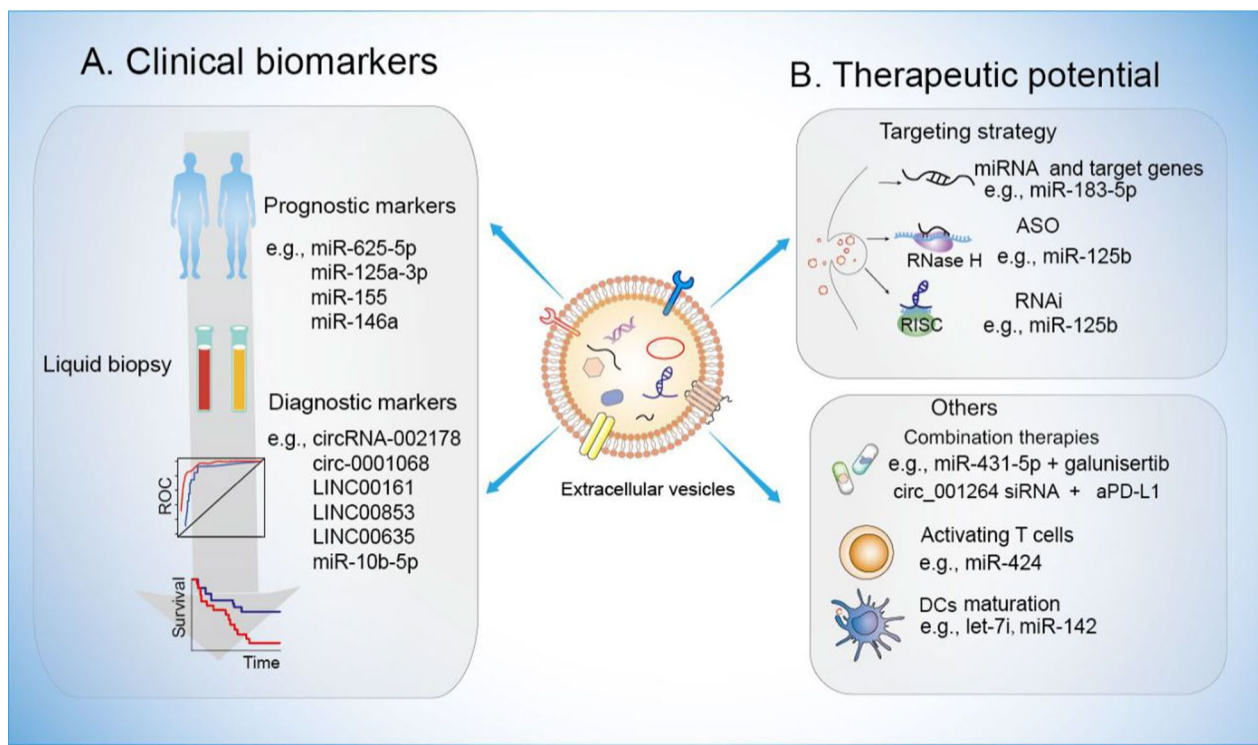 A. Clinical biomarkers
Prognostic markers
e.g., miR-625-5p
miR-125a-3p
miR-155
miR-146a
Liquid biopsy
Diagnostic markers
e.g., circRNA-002178
circ-0001068
LINC00161
LINC00853
LINC00635
miR-10b-5p
ROC
Survival
Time
Extracellular vesicles
B. Therapeutic potential
Targeting strategy
miRNA and target genes
e.g., miR-183-5p
ASO
RNase H
e.g., miR-125b
RNAi
RISC
e.g., miR-125b
Others
Combination therapies
e.g., miR-431-5p + galunisertib
circ_001264 siRNA + aPD-L1
Activating T cells
e.g., miR-424
DCs maturation
e.g., let-7i, miR-142